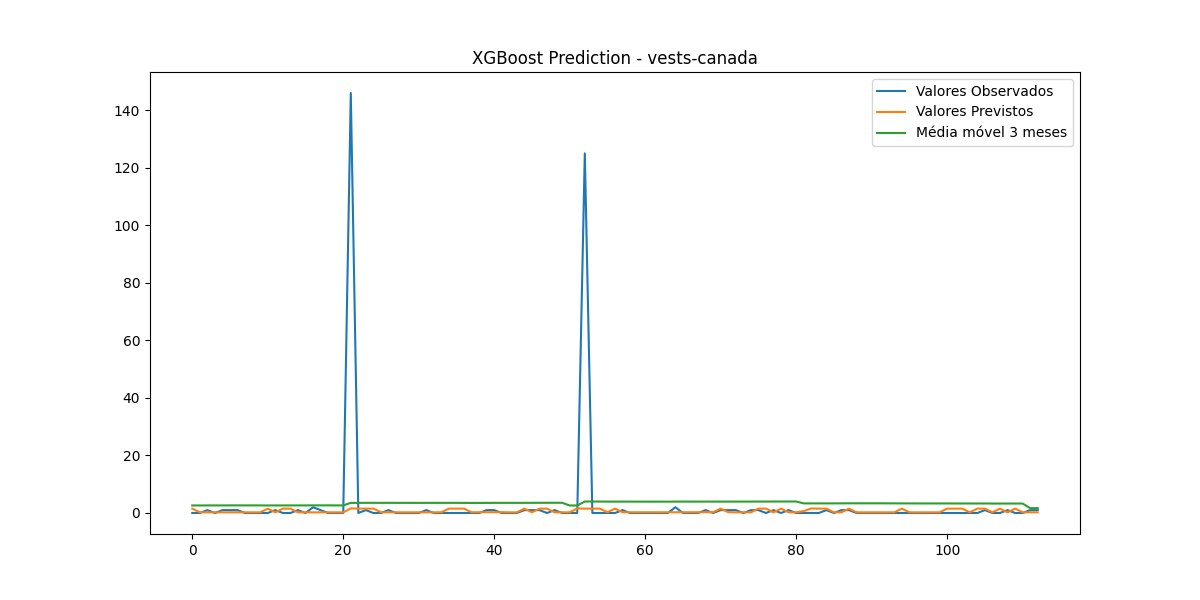 XGBoost Prediction - vests-canada
Valores Observados
Valores Previstos
Média móvel 3 meses
140
120
100
80
60
40
20
0
0 20 40 60 80 100